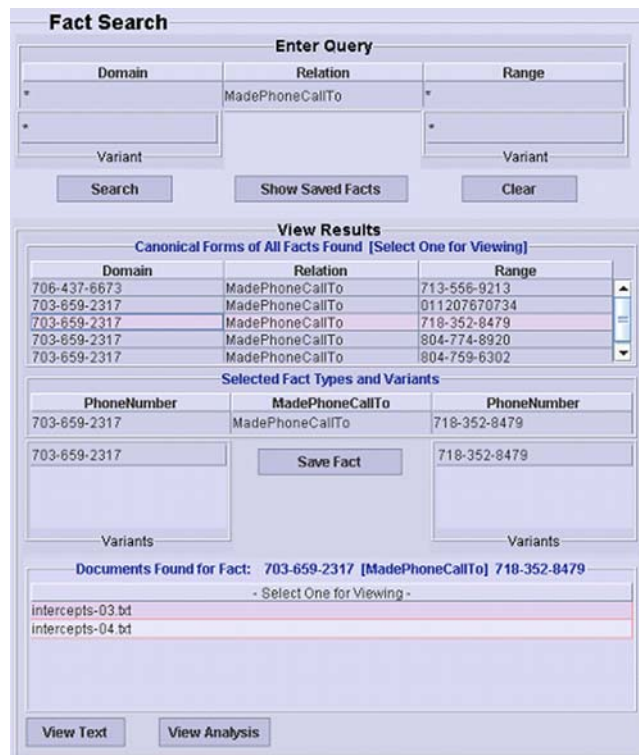 Fact Search
Enter Query
Domain Relation Range
* MadePhoneCallTo *
* *
Variant Variant
Search Show Saved Facts Clear
View Results
Canonical Forms of All Facts Found [Select One for Viewing]
Domain Relation Range
706-437-6673 MadePhoneCallTo 713-556-9213
703-659-2317 MadePhoneCallTo 011207670734
703-659-2317 MadePhoneCallTo 718-352-8479
703-659-2317 MadePhoneCallTo 804-774-8920
703-659-2317 MadePhoneCallTo 804-759-6302
Selected Fact Types and Variants
PhoneNumber MadePhoneCallTo PhoneNumber
703-659-2317 MadePhoneCallTo 718-352-8479
703-659-2317 Save Fact 718-352-8479
Variants Variants
Documents Found for Fact: 703-659-2317 [MadePhoneCallTo] 718-352-8479
- Select One for Viewing -
intercepts-03.txt
intercepts-04.txt
View Text View Analysis